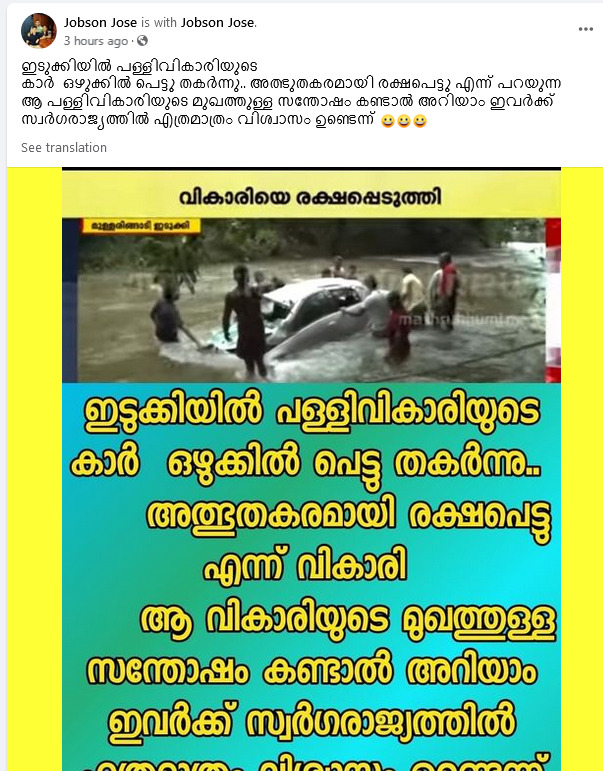 Jobson Jose is with Jobson Jose.
3 hours ago
ഇടുക്കിയിൽ പള്ളിവികാരിയുടെ
കാർ ഒഴുക്കിൽ പെട്ടു തകർന്നു.. അത്ഭുതകരമായി രക്ഷപെട്ടു എന്ന് പറയുന്ന
ആ പള്ളിവികാരിയുടെ മുഖത്തുള്ള സന്തോഷം കണ്ടാൽ അറിയാം ഇവർക്ക്
സ്വർഗരാജ്യത്തിൽ എത്രമാത്രം വിശ്വാസം ഉണ്ടെന്ന് 😀😀😀
See translation
വികാരിയെ രക്ഷപ്പെടുത്തി
മുള്ളരിങ്ങാട്, ഇടുക്കി
ഇടുക്കിയിൽ പള്ളിവികാരിയുടെ
കാർ ഒഴുക്കിൽ പെട്ടു തകർന്നു..
അത്ഭുതകരമായി രക്ഷപെട്ടു
എന്ന് വികാരി
ആ വികാരിയുടെ മുഖത്തുള്ള
സന്തോഷം കണ്ടാൽ അറിയാം
ഇവർക്ക് സ്വർഗരാജ്യത്തിൽ